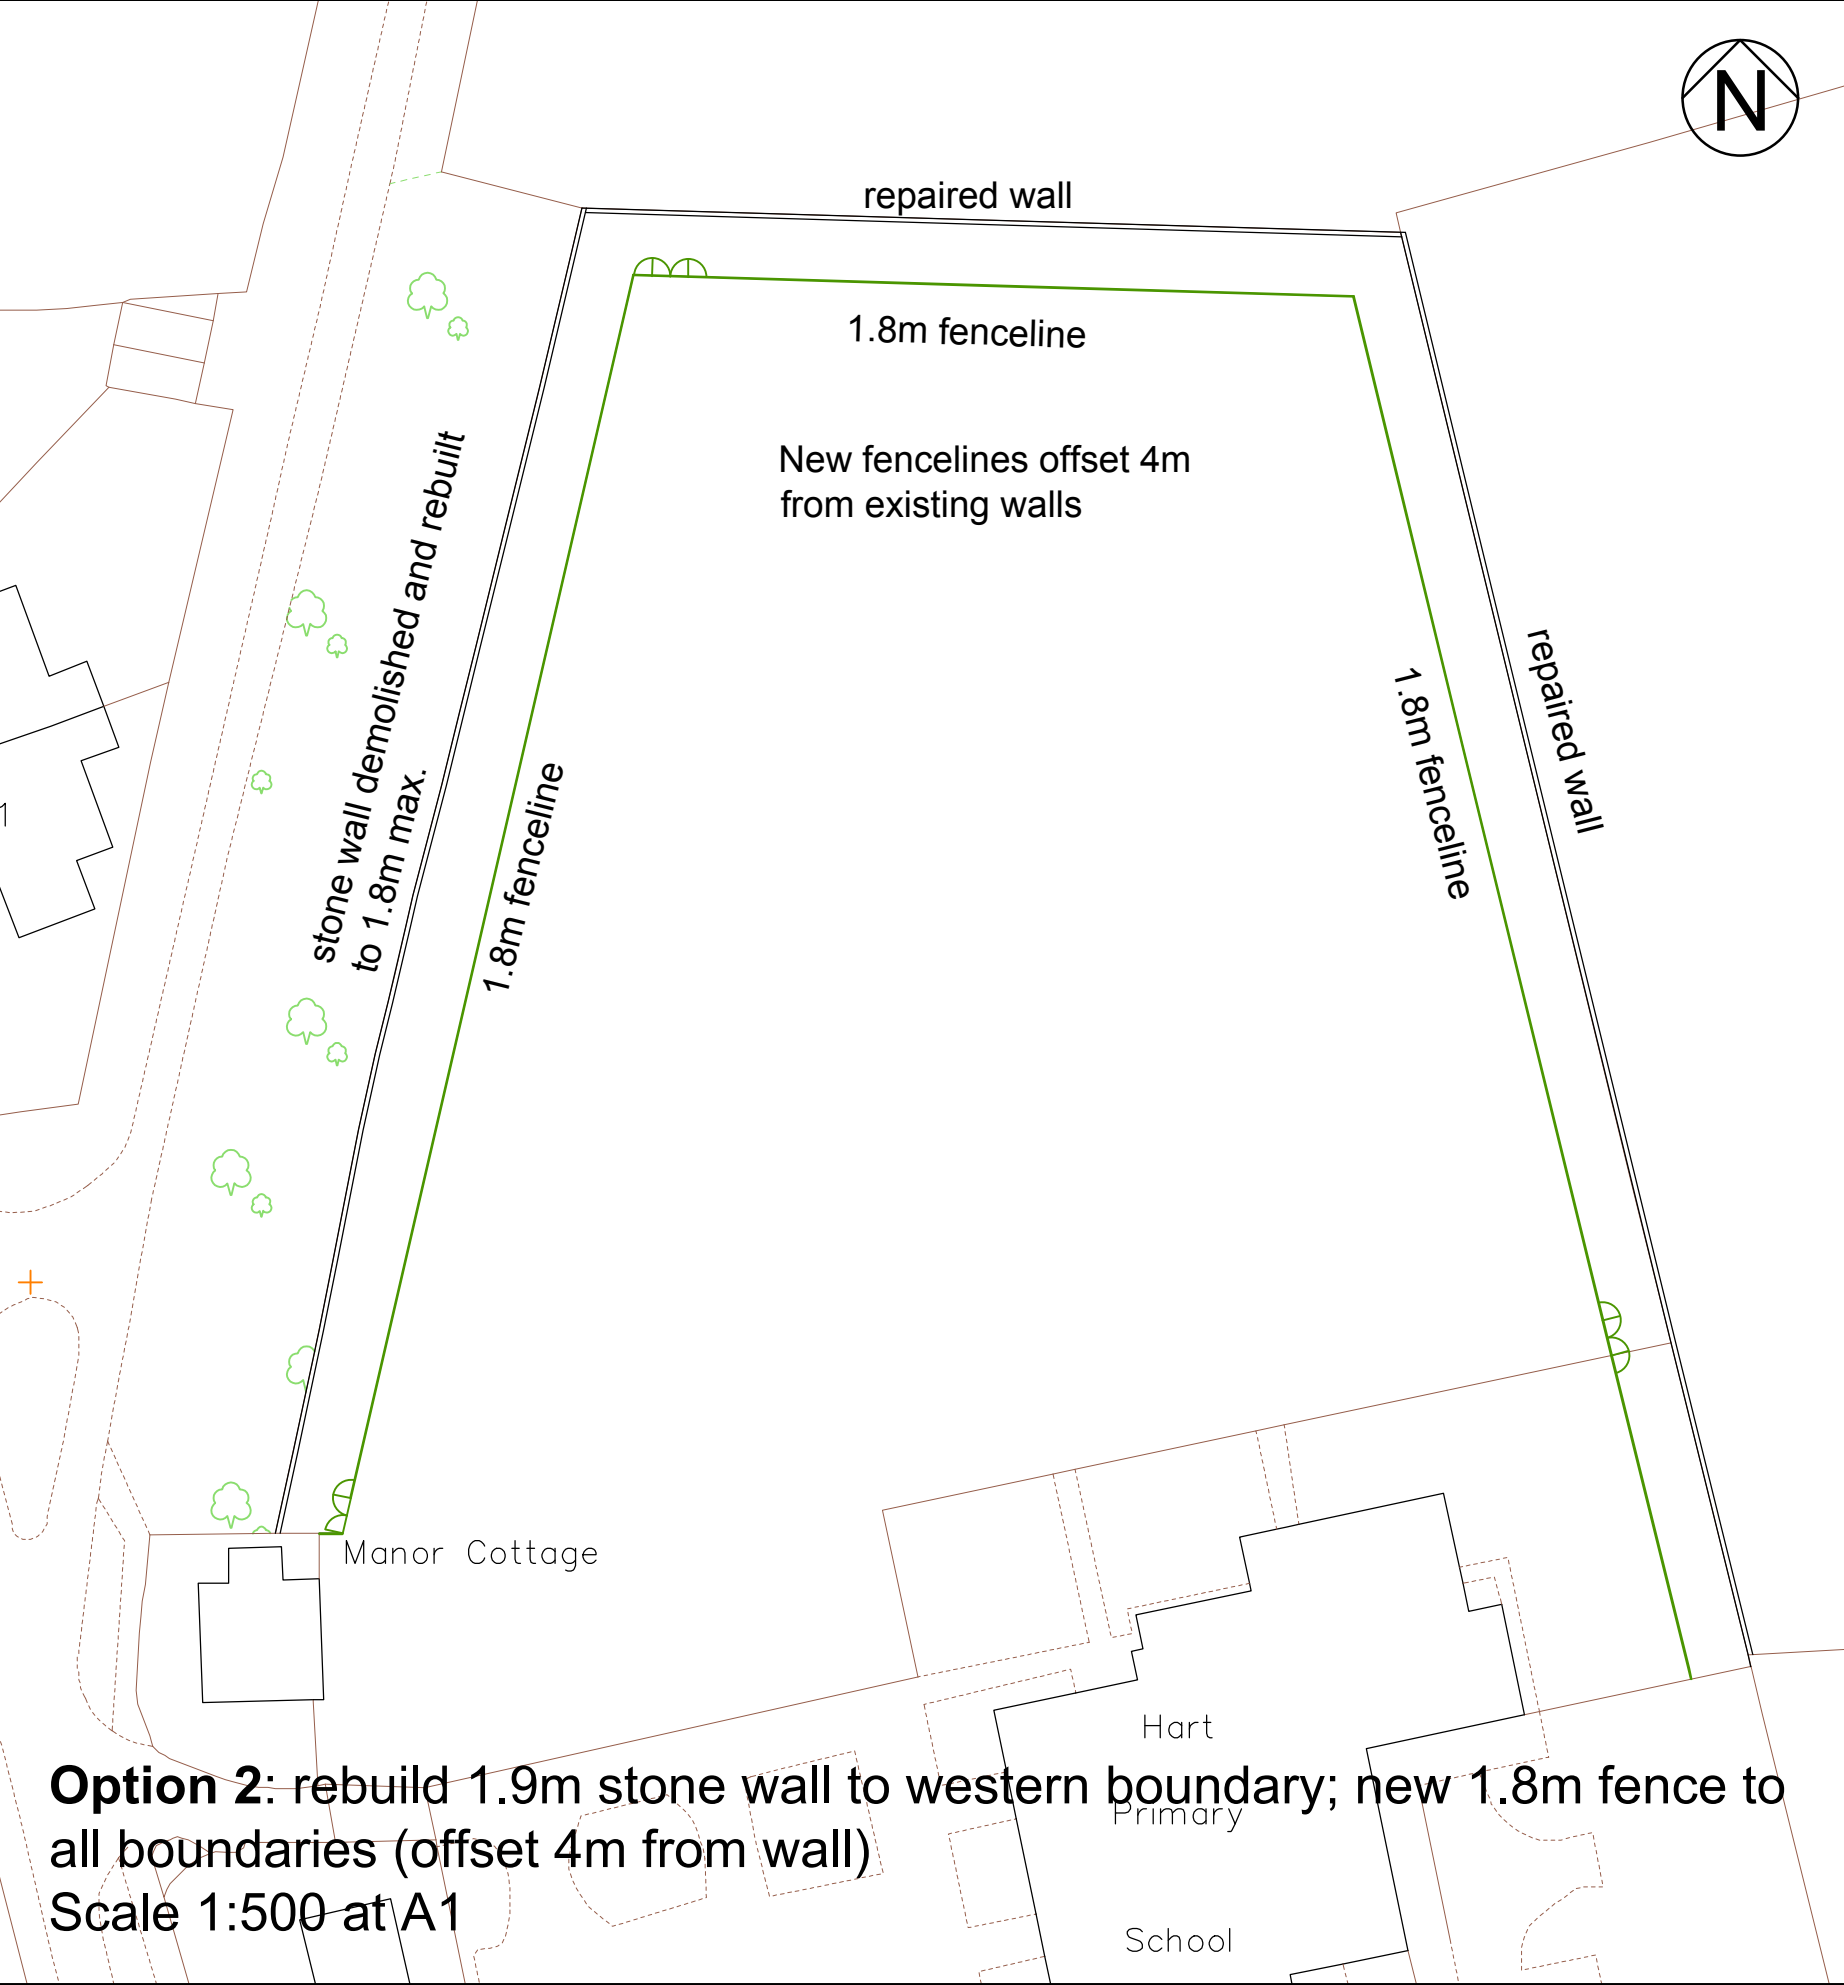 N
repaired wall
1.8m fenceline
New fencelines offset 4m
from existing walls
stone wall demolished and rebuilt
to 1.8m max.
1.8m fenceline
1.8m fenceline
repaired wall
1
Manor Cottage
Hart
Primary
School
Option 2: rebuild 1.9m stone wall to western boundary; new 1.8m fence to
all boundaries (offset 4m from wall)
Scale 1:500 at A1